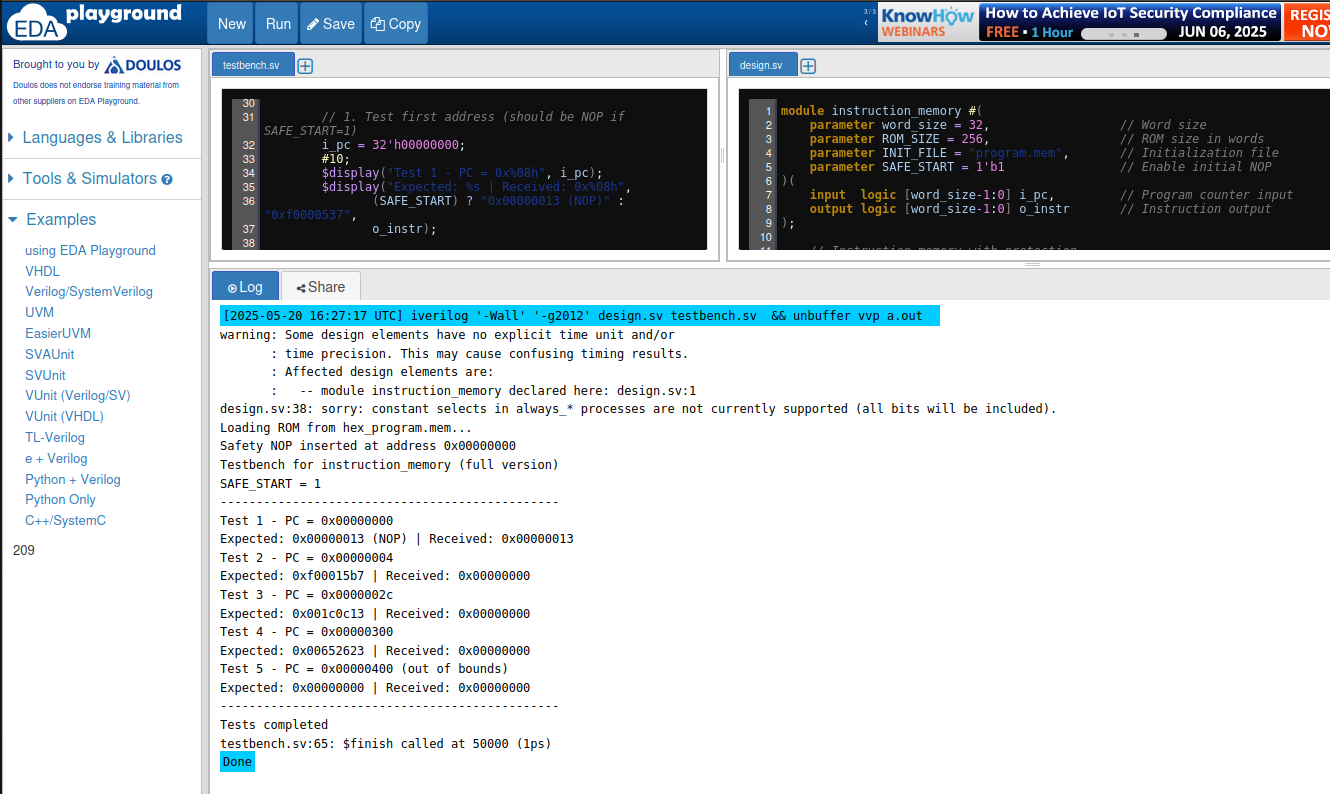 EDA playground
New
Run
Save
Copy
3/3
KnowHow
WEBINARS
How to Achieve IoT Security Compliance
FREE • 1 Hour
JUN 06, 2025
REGIS
NO
Brought to you by DOULOS
Doulos does not endorse training material from
other suppliers on EDA Playground.
Languages & Libraries
Tools & Simulators
Examples
using EDA Playground
VHDL
Verilog/SystemVerilog
UVM
EasierUVM
SVAUnit
SVUnit
VUnit (Verilog/SV)
VUnit (VHDL)
TL-Verilog
e + Verilog
Python + Verilog
Python Only
C++/SystemC
209
testbench.sv
30
31 // 1. Test first address (should be NOP if
SAFE_START=1)
32 i_pc = 32'h00000000;
33 #10;
34 $display("Test 1 - PC = 0x%08h", i_pc);
35 $display("Expected: %s | Received: 0x%08h",
36 (SAFE_START) ? "0x00000013 (NOP)" :
"0xf0000537",
37 o_instr);
38
design.sv
1 module instruction_memory #(
2 parameter word_size = 32, // Word size
3 parameter ROM_SIZE = 256, // ROM size in words
4 parameter INIT_FILE = "program.mem", // Initialization file
5 parameter SAFE_START = 1'b1 // Enable initial NOP
6 )(
7 input logic [word_size-1:0] i_pc, // Program counter input
8 output logic [word_size-1:0] o_instr // Instruction output
9 );
10
11 // Instruction memory with protection
Log
Share
[2025-05-20 16:27:17 UTC] iverilog '-Wall' '-g2012' design.sv testbench.sv && unbuffer vvp a.out
warning: Some design elements have no explicit time unit and/or
: time precision. This may cause confusing timing results.
: Affected design elements are:
: -- module instruction_memory declared here: design.sv:1
design.sv:38: sorry: constant selects in always_* processes are not currently supported (all bits will be included).
Loading ROM from hex_program.mem...
Safety NOP inserted at address 0x00000000
Testbench for instruction_memory (full version)
SAFE_START = 1
----------------------------------------------
Test 1 - PC = 0x00000000
Expected: 0x00000013 (NOP) | Received: 0x00000013
Test 2 - PC = 0x00000004
Expected: 0xf00015b7 | Received: 0x00000000
Test 3 - PC = 0x0000002c
Expected: 0x001c0c13 | Received: 0x00000000
Test 4 - PC = 0x00000300
Expected: 0x00652623 | Received: 0x00000000
Test 5 - PC = 0x00000400 (out of bounds)
Expected: 0x00000000 | Received: 0x00000000
----------------------------------------------
Tests completed
testbench.sv:65: $finish called at 50000 (1ps)
Done